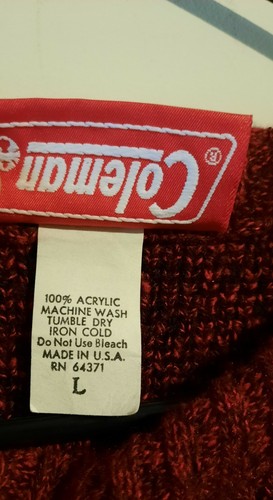 Coleman ®
100% ACRYLIC
MACHINE WASH
TUMBLE DRY
IRON COLD
Do Not Use Bleach
MADE IN U.S.A.
RN 64371
L